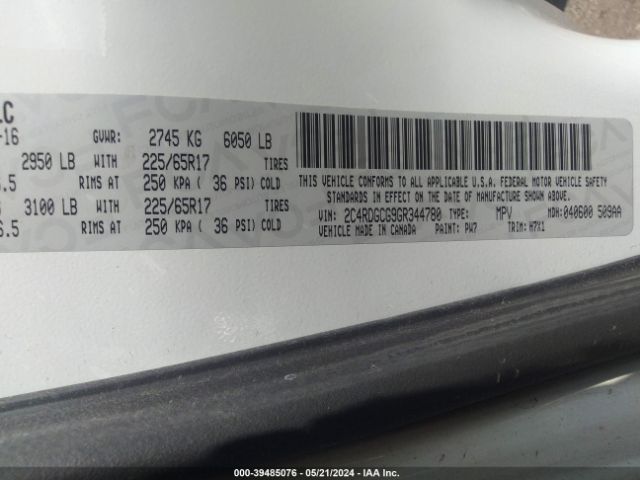 LC
-16 GVWR: 2745 KG 6050 LB
2950 LB WITH 225/65R17 TIRES
6.5 RIMS AT 250 KPA ( 36 PSI) COLD
3100 LB WITH 225/65R17 TIRES
6.5 RIMS AT 250 KPA ( 36 PSI) COLD
THIS VEHICLE CONFORMS TO ALL APPLICABLE U.S.A. FEDERAL MOTOR VEHICLE SAFETY
STANDARDS IN EFFECT ON THE DATE OF MANUFACTURE SHOWN ABOVE.
VIN: 2C4RDGCG9GR344780 TYPE: MPV MDH: 040600 509AA
VEHICLE MADE IN CANADA PAINT: PW7 TRIM: H7X1
000-39485076 - 05/21/2024 - IAA Inc.